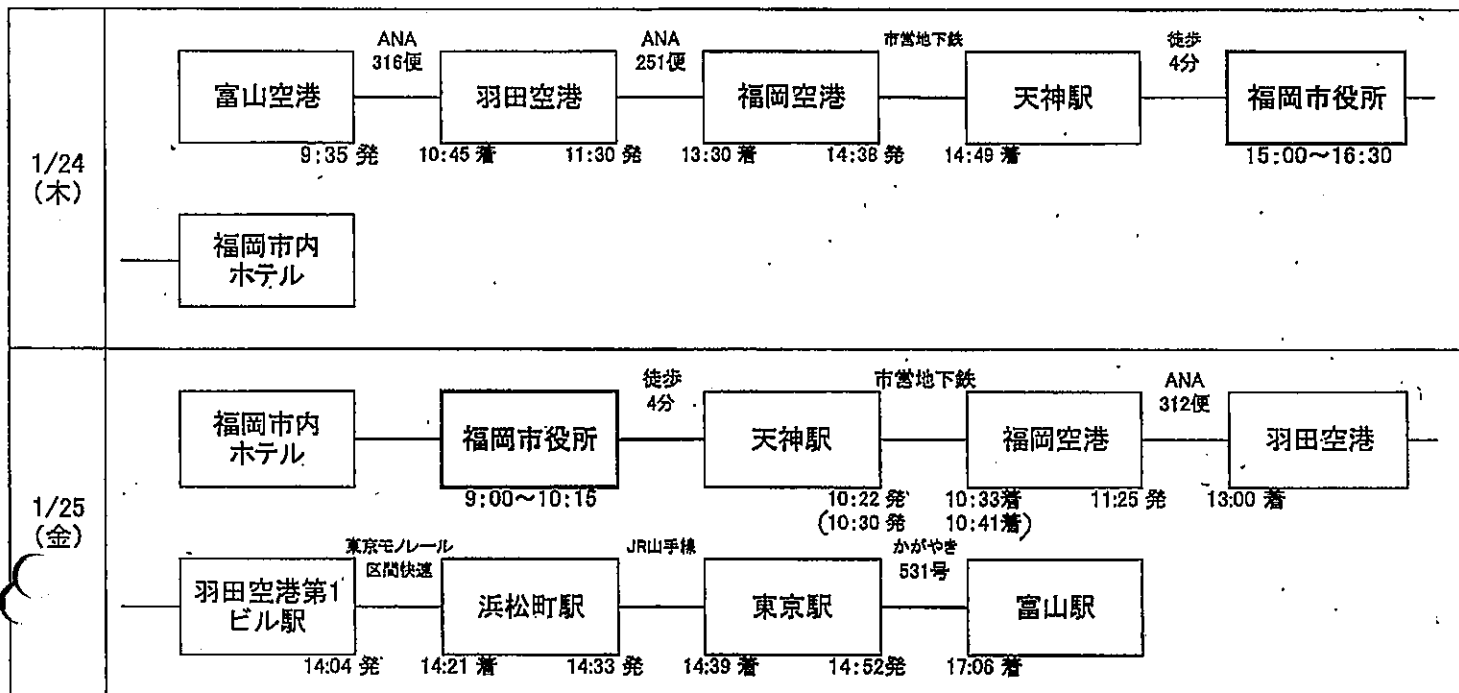 1/24
(木)
ANA
316便
ANA
251便
市営地下鉄
徒歩
4分
富山空港
羽田空港
福岡空港
天神駅
福岡市役所
9:35 発
10:45 着
11:30 発
13:30 着
14:38 発
14:49 着
15:00～16:30
福岡市内
ホテル
1/25
(金)
徒歩
4分
市営地下鉄
ANA
312便
福岡市内
ホテル
福岡市役所
天神駅
福岡空港
羽田空港
9:00～10:15
10:22 発
10:33着
11:25 発
13:00 着
(10:30 発
10:41着)
東京モノレール
区間快速
JR山手線
かがやき
531号
羽田空港第1
ビル駅
浜松町駅
東京駅
富山駅
14:04 発
14:21 着
14:33 発
14:39 着
14:52発
17:06 着